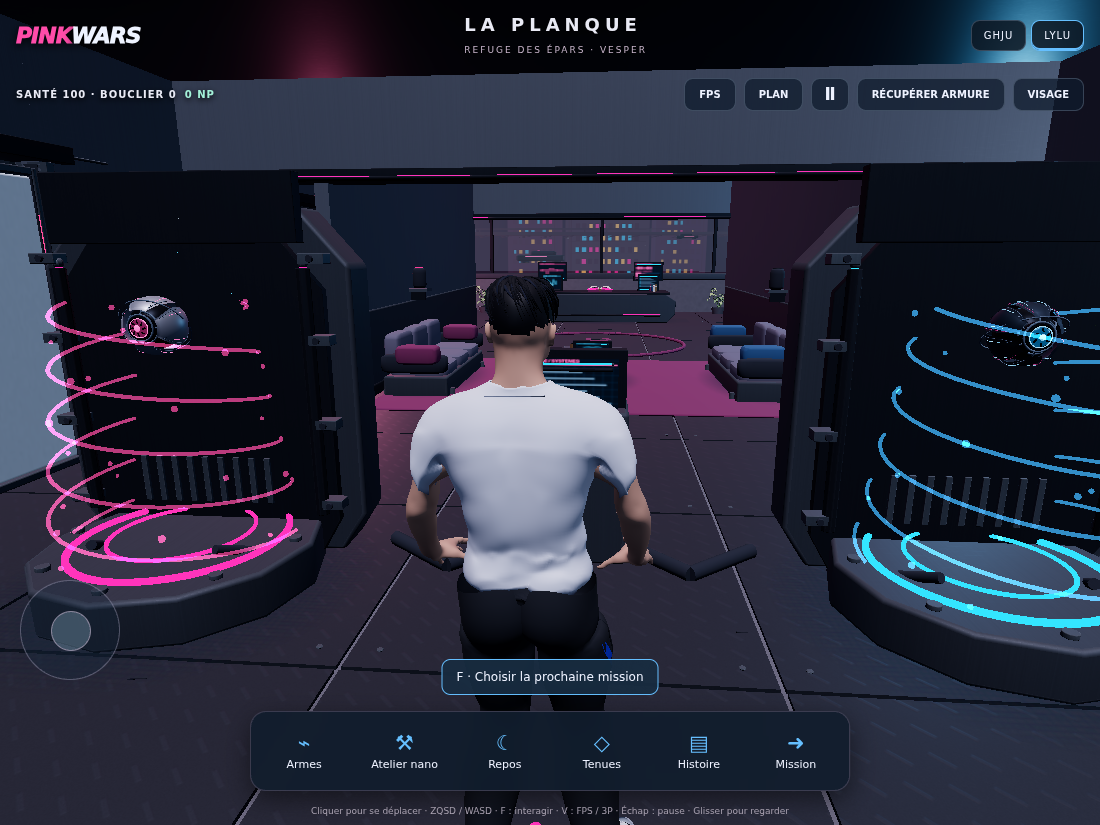 PINKWARS
LA PLANQUE
REFUGE DES ÉPARS · VESPER
GHJU
LYLU
SANTÉ 100 · BOUCLIER 0 0 NP
FPS
PLAN
RÉCUPÉRER ARMURE
VISAGE
F · Choisir la prochaine mission
Armes
Atelier nano
Repos
Tenues
Histoire
Mission
Cliquer pour se déplacer · ZQSD / WASD · F : interagir · V : FPS / 3P · Échap : pause · Glisser pour regarder